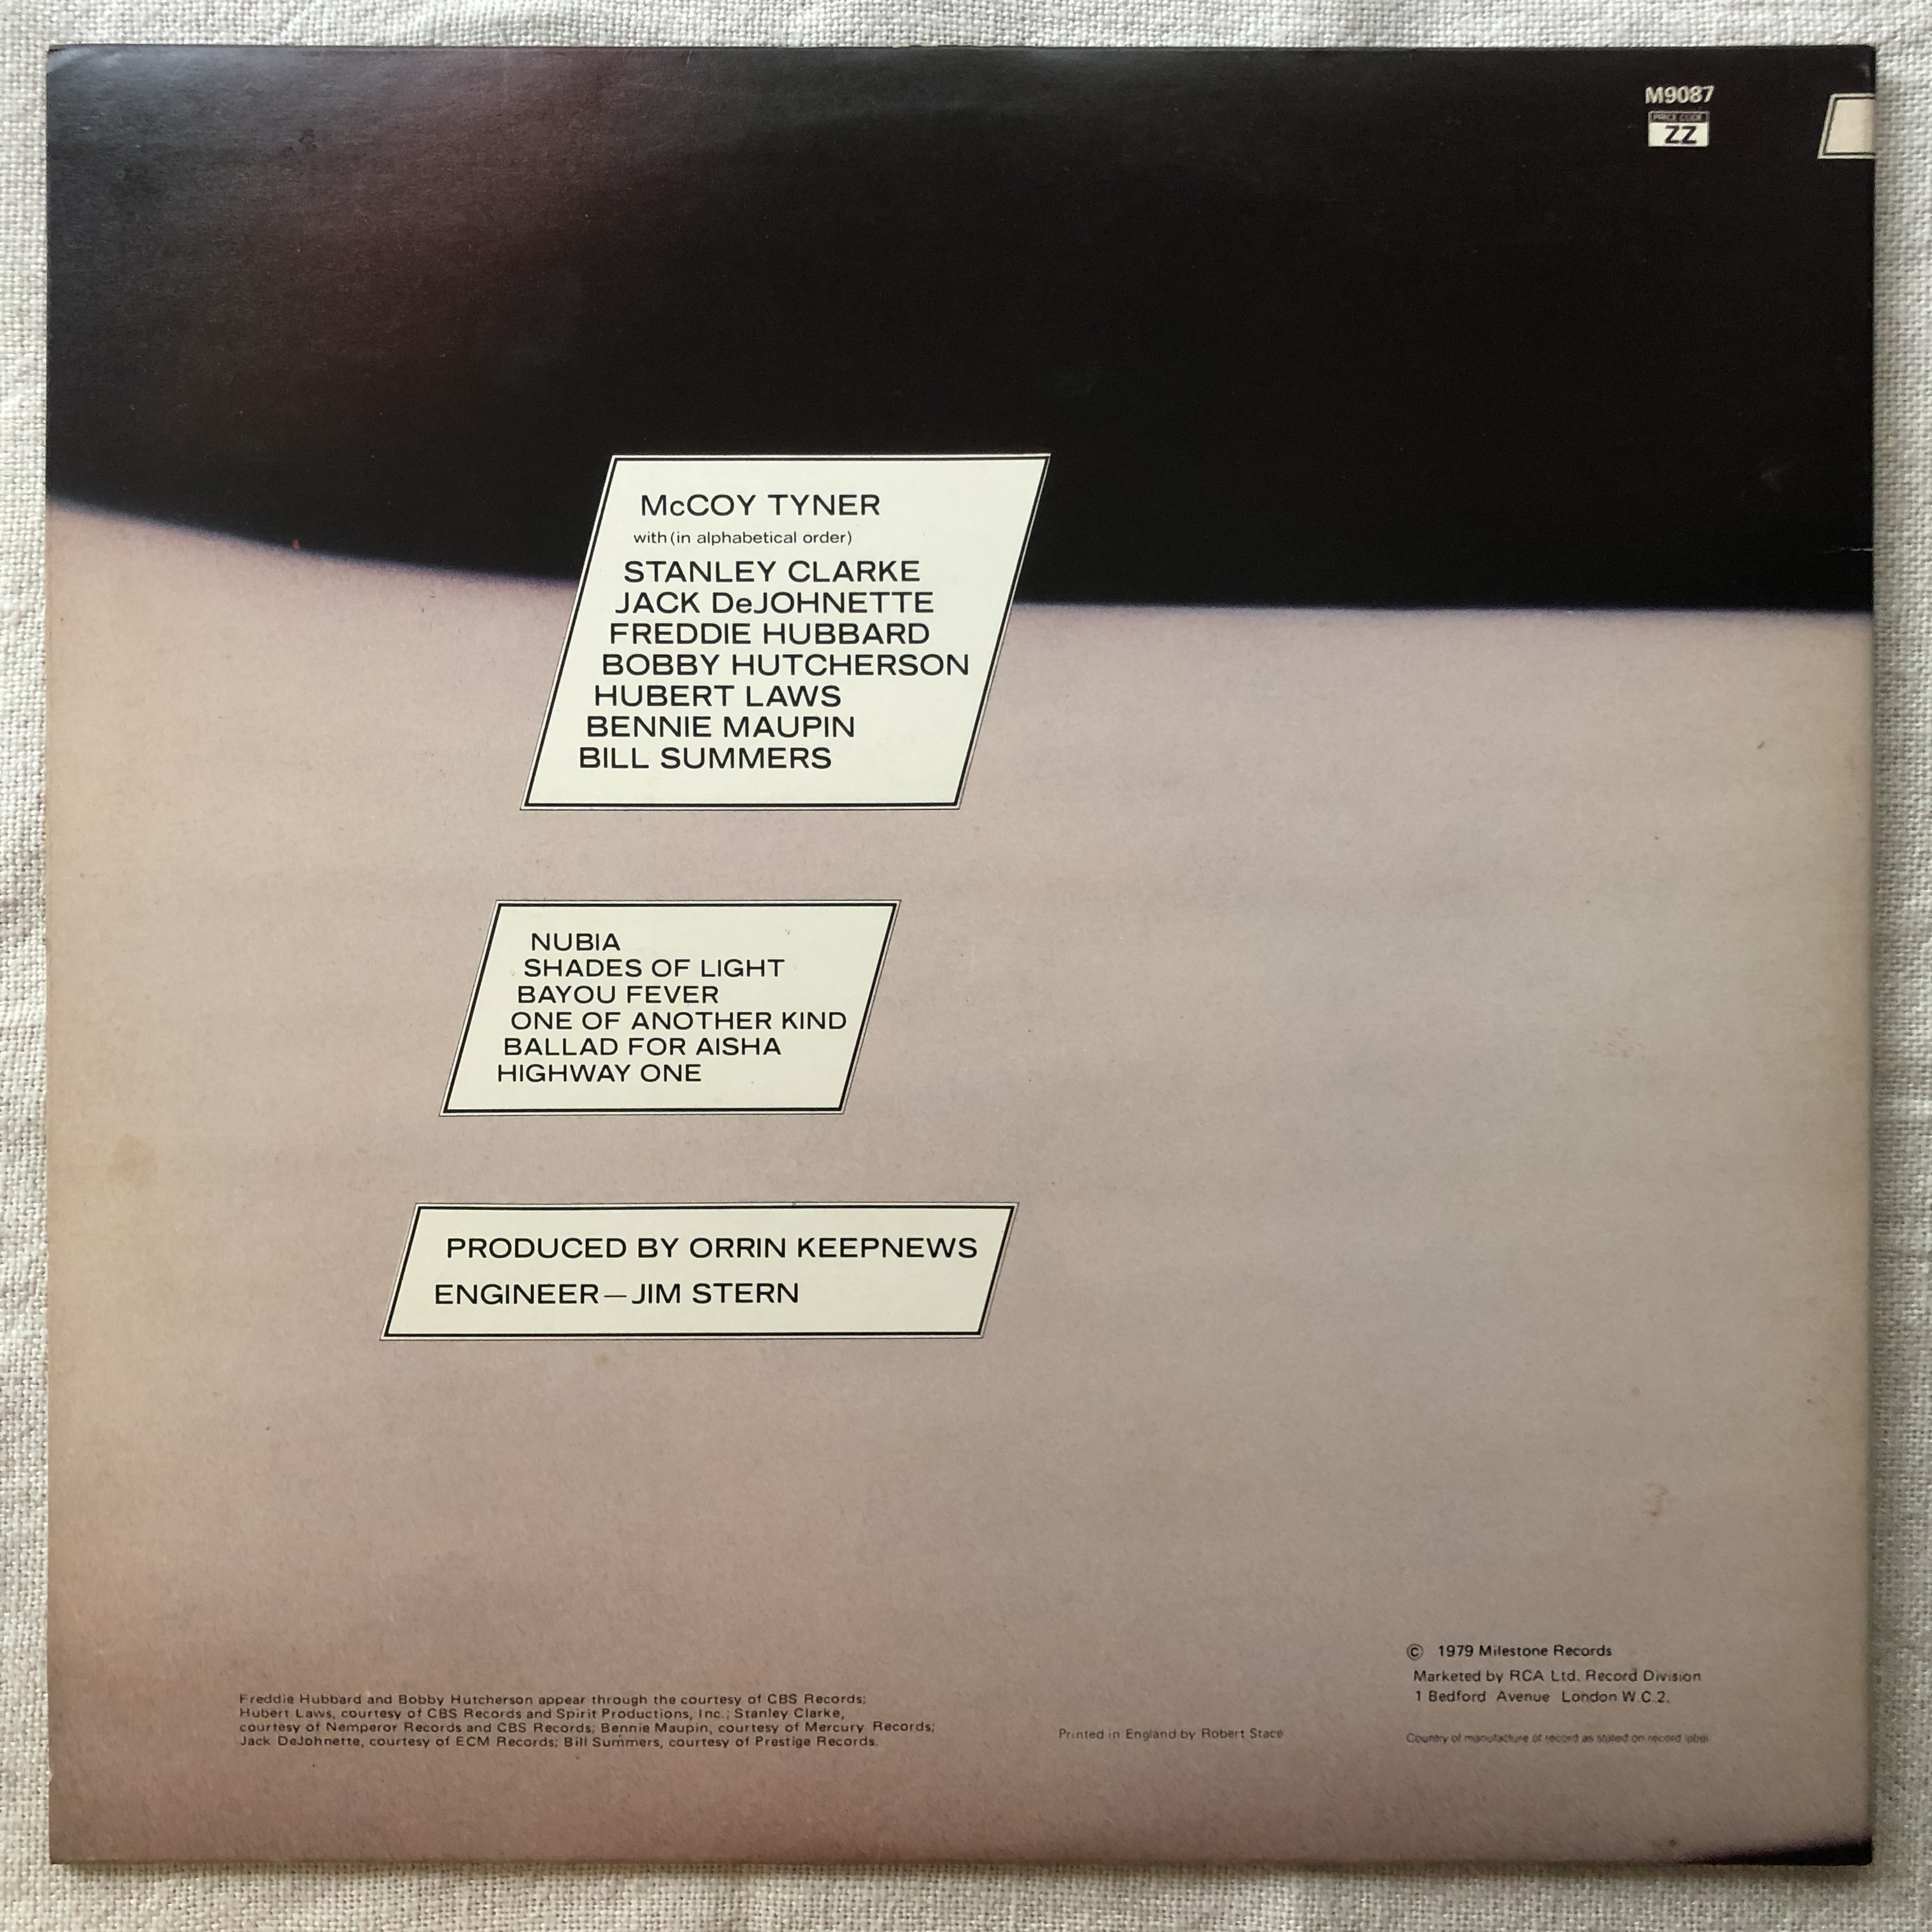 M9087
PRICE CODE
ZZ
McCOY TYNER
with (in alphabetical order)
STANLEY CLARKE
JACK DeJOHNETTE
FREDDIE HUBBARD
BOBBY HUTCHERSON
HUBERT LAWS
BENNIE MAUPIN
BILL SUMMERS
NUBIA
SHADES OF LIGHT
BAYOU FEVER
ONE OF ANOTHER KIND
BALLAD FOR AISHA
HIGHWAY ONE
PRODUCED BY ORRIN KEEPNEWS
ENGINEER—JIM STERN
Freddie Hubbard and Bobby Hutcherson appear through the courtesy of CBS Records;
Hubert Laws, courtesy of CBS Records and Spirit Productions, Inc.; Stanley Clarke,
courtesy of Nemperor Records and CBS Records; Bennie Maupin, courtesy of Mercury Records;
Jack DeJohnette, courtesy of ECM Records; Bill Summers, courtesy of Prestige Records.
Printed in England by Robert Stace
© 1979 Milestone Records
Marketed by RCA Ltd. Record Division
1 Bedford Avenue London W.C.2.
Country of manufacture of record as stated on record label